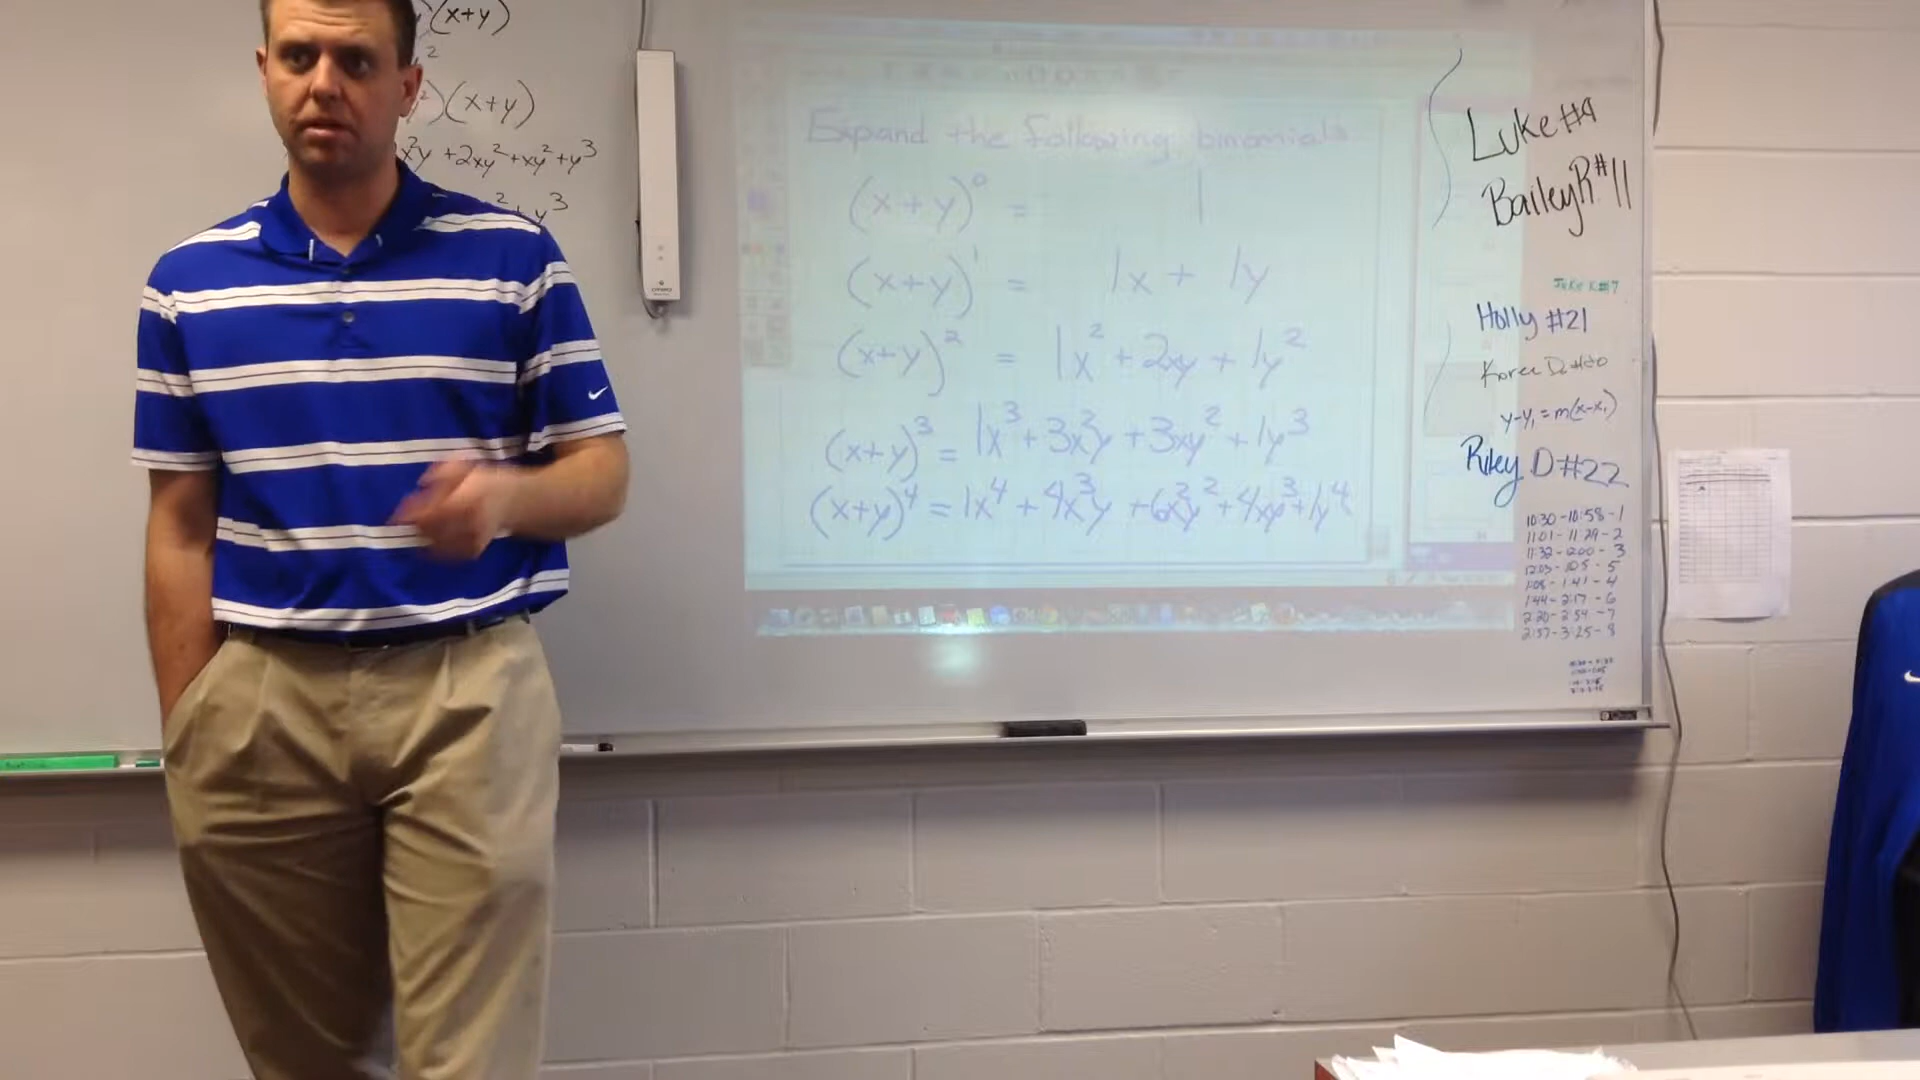 (x+y)
2
)(x+y)
x²y +2xy²+xy²+y³
²+y³
Expand the following binomials
(x+y)⁰ = 1
(x+y)¹ = 1x + 1y
(x+y)² = 1x² + 2xy + 1y²
(x+y)³ = 1x³ + 3x²y + 3xy² + 1y³
(x+y)⁴ = 1x⁴ + 4x³y + 6x²y² + 4xy³ + 1y⁴
Luke #9
BaileyR #11
Holly #21
y-y₁ = m(x-x₁)
Riley D #22
10:30-10:58-1
11:01-11:29-2
11:32-12:00-3
12:03-1:05-5
1:08-1:41-4
1:44-2:17-6
2:20-2:54-7
2:57-3:25-8